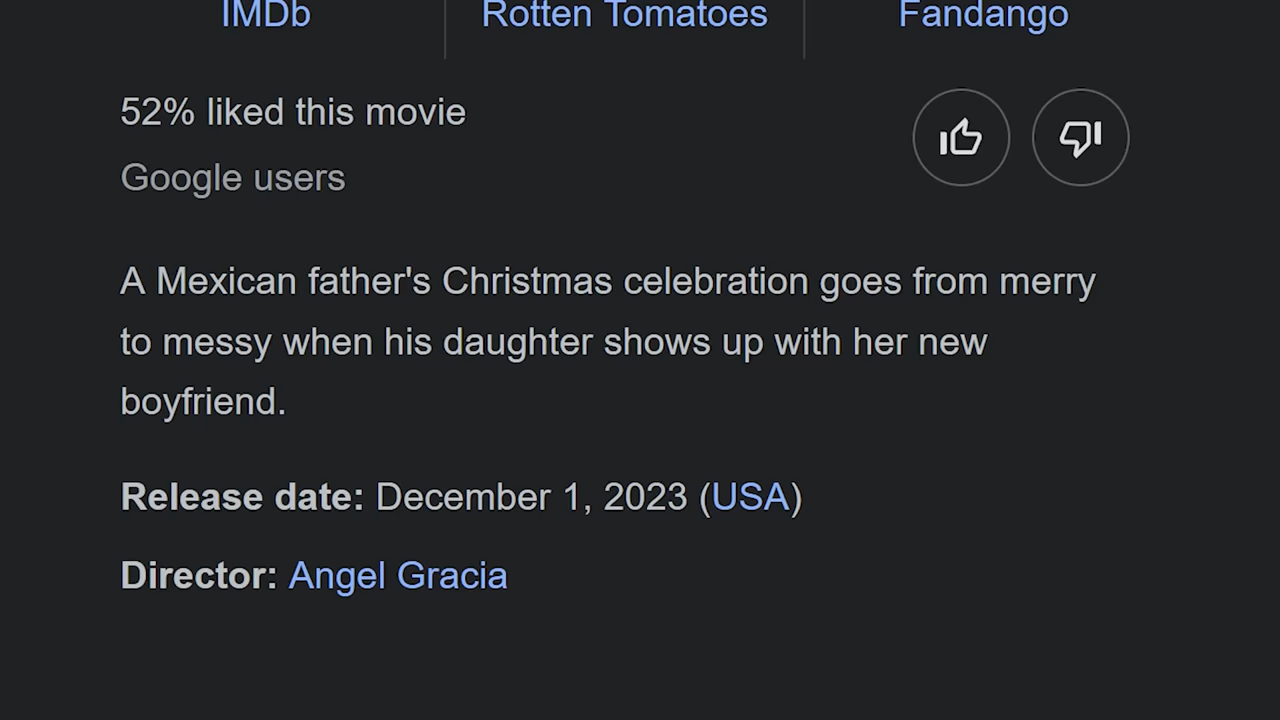 IMDb Rotten Tomatoes Fandango
52% liked this movie
Google users
A Mexican father's Christmas celebration goes from merry
to messy when his daughter shows up with her new
boyfriend.
Release date: December 1, 2023 (USA)
Director: Angel Gracia